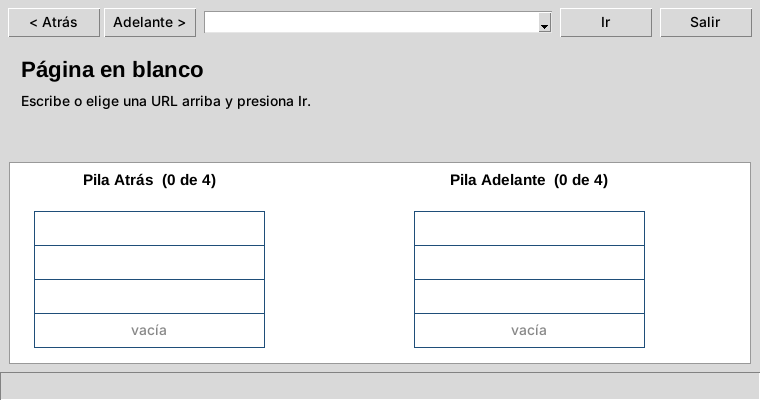 < Atrás Adelante > Ir Salir
Página en blanco
Escribe o elige una URL arriba y presiona Ir.
Pila Atrás (0 de 4) Pila Adelante (0 de 4)
vacía vacía